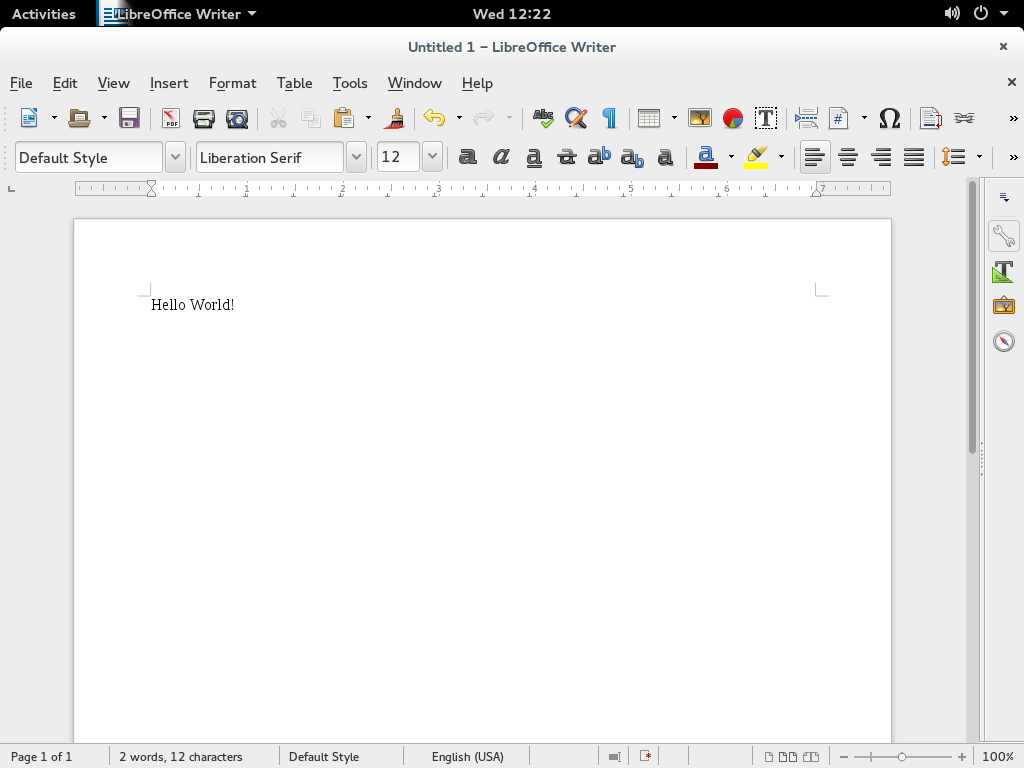 Activities LibreOffice Writer Wed 12:22
Untitled 1 – LibreOffice Writer
File Edit View Insert Format Table Tools Window Help
Default Style Liberation Serif 12
1 2 3 4 5 6 7
Hello World!
Page 1 of 1 2 words, 12 characters Default Style English (USA) 100%